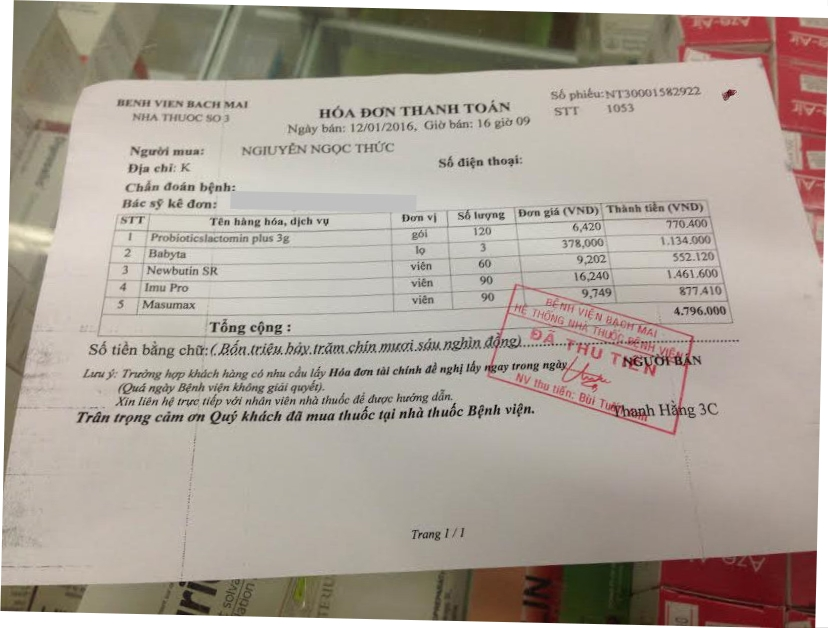 BENH VIEN BACH MAI
NHA THUOC SO 3
HÓA ĐƠN THANH TOÁN
Ngày bán: 12/01/2016, Giờ bán: 16 giờ 09
Số phiếu:NT30001582922
STT 1053
Người mua: NGIUYỄN NGỌC THỨC
Địa chỉ: K
Số điện thoại:
Chẩn đoán bệnh:
Bác sỹ kê đơn:
STT Tên hàng hóa, dịch vụ Đơn vị Số lượng Đơn giá (VND) Thành tiền (VND)
1 Probioticslactomin plus 3g gói 120 6,420 770.400
2 Babyta lọ 3 378,000 1.134.000
3 Newbutin SR viên 60 9,202 552.120
4 Imu Pro viên 90 16,240 1.461.600
5 Masumax viên 90 9,749 877.410
Tổng cộng : 4.796.000
Số tiền bằng chữ: ( Bốn triệu bảy trăm chín mươi sáu nghìn đồng)
Lưu ý: Trường hợp khách hàng có nhu cầu lấy Hóa đơn tài chính đề nghị lấy ngay trong ngày
(Quá ngày Bệnh viện không giải quyết).
Xin liên hệ trực tiếp với nhân viên nhà thuốc để được hướng dẫn.
Trân trọng cảm ơn Quý khách đã mua thuốc tại nhà thuốc Bệnh viện.
BỆNH VIỆN BẠCH MAI
HỆ THỐNG NHÀ THUỐC BỆNH VIỆN
ĐÃ THU TIỀN
NV thu tiền: Bùi
NGƯỜI BÁN
Thanh Hằng 3C
Trang 1 / 1